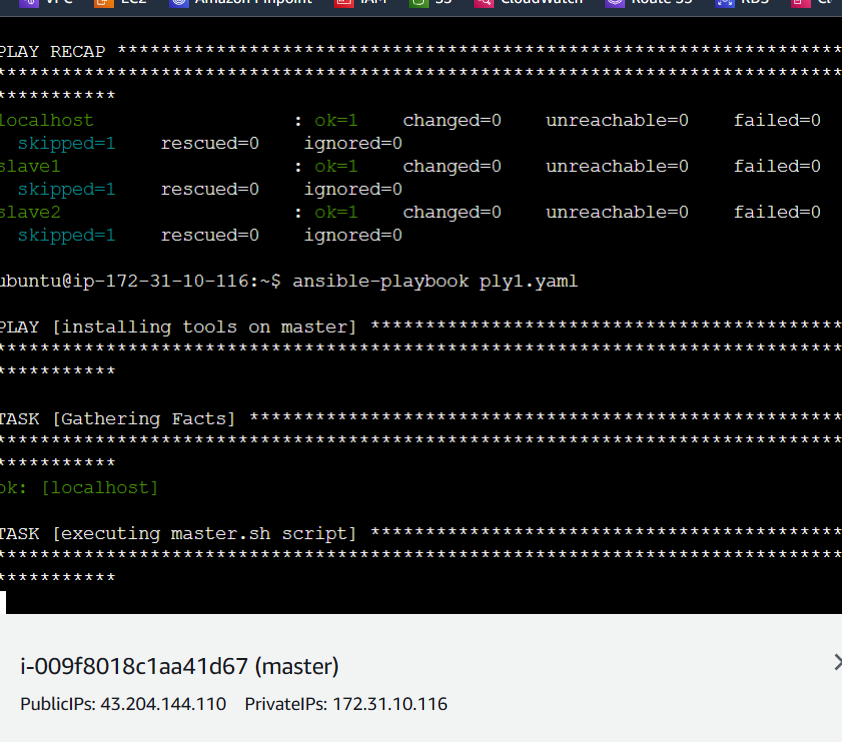 VPC EC2 Amazon Pinpoint IAM S3 CloudWatch Route 53 RDS
PLAY RECAP ******************************************************************
*****************************************************************************
***********
localhost : ok=1 changed=0 unreachable=0 failed=0
skipped=1 rescued=0 ignored=0
slave1 : ok=1 changed=0 unreachable=0 failed=0
skipped=1 rescued=0 ignored=0
slave2 : ok=1 changed=0 unreachable=0 failed=0
skipped=1 rescued=0 ignored=0
ubuntu@ip-172-31-10-116:~$ ansible-playbook ply1.yaml
PLAY [installing tools on master] *******************************************
*****************************************************************************
***********
TASK [Gathering Facts] ******************************************************
*****************************************************************************
***********
ok: [localhost]
TASK [executing master.sh script] *******************************************
*****************************************************************************
***********
i-009f8018c1aa41d67 (master)
PublicIPs: 43.204.144.110 PrivateIPs: 172.31.10.116